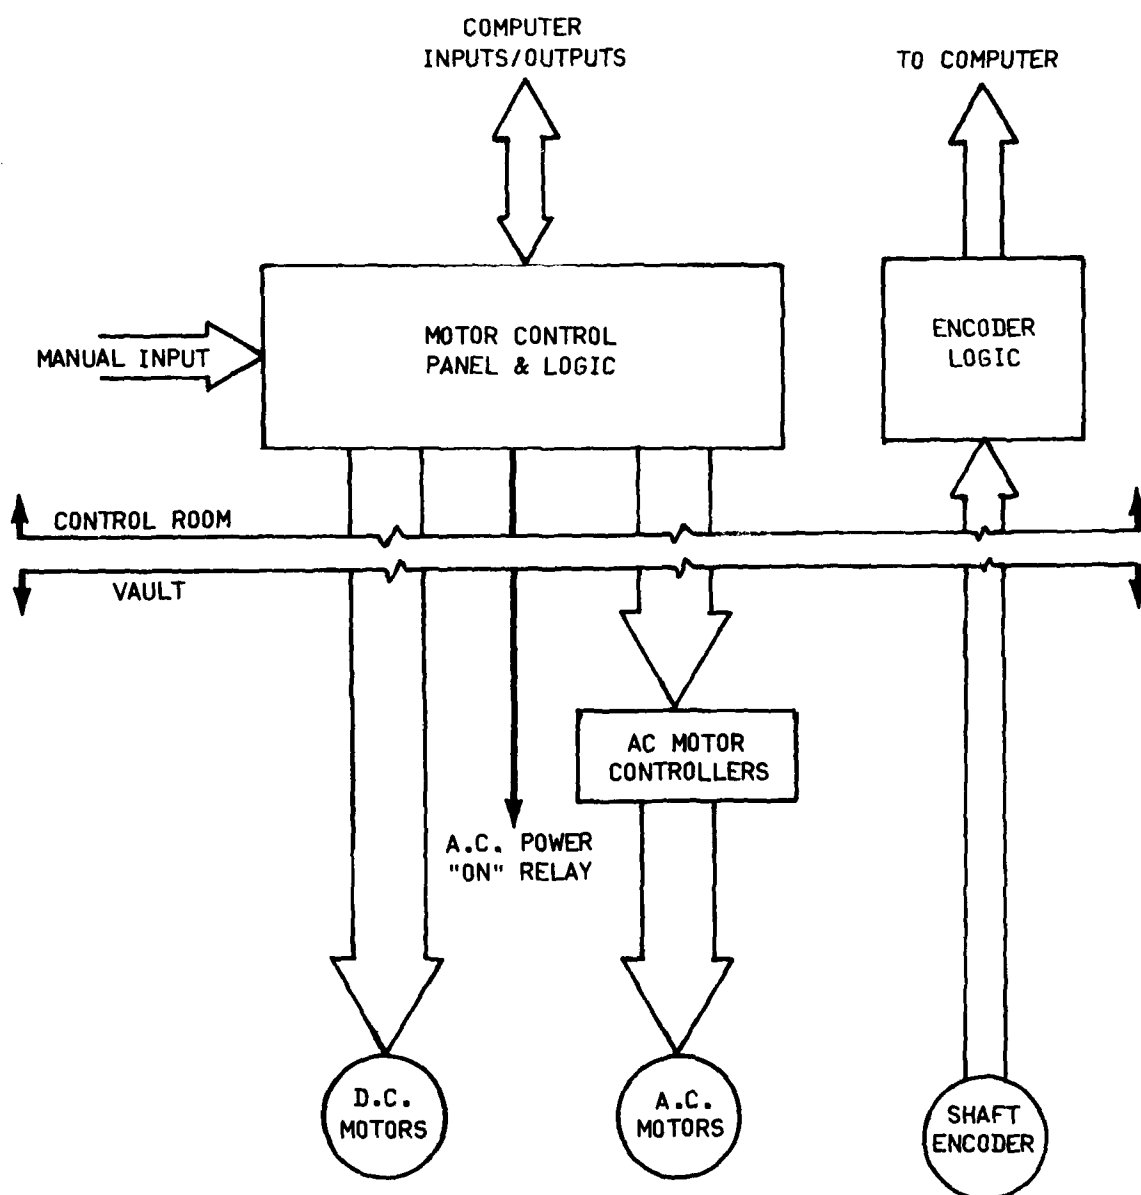 COMPUTER
INPUTS/OUTPUTS
TO COMPUTER
MANUAL INPUT
MOTOR CONTROL
PANEL & LOGIC
ENCODER
LOGIC
CONTROL ROOM
VAULT
AC MOTOR
CONTROLLERS
A.C. POWER
"ON" RELAY
D.C.
MOTORS
A.C.
MOTORS
SHAFT
ENCODER